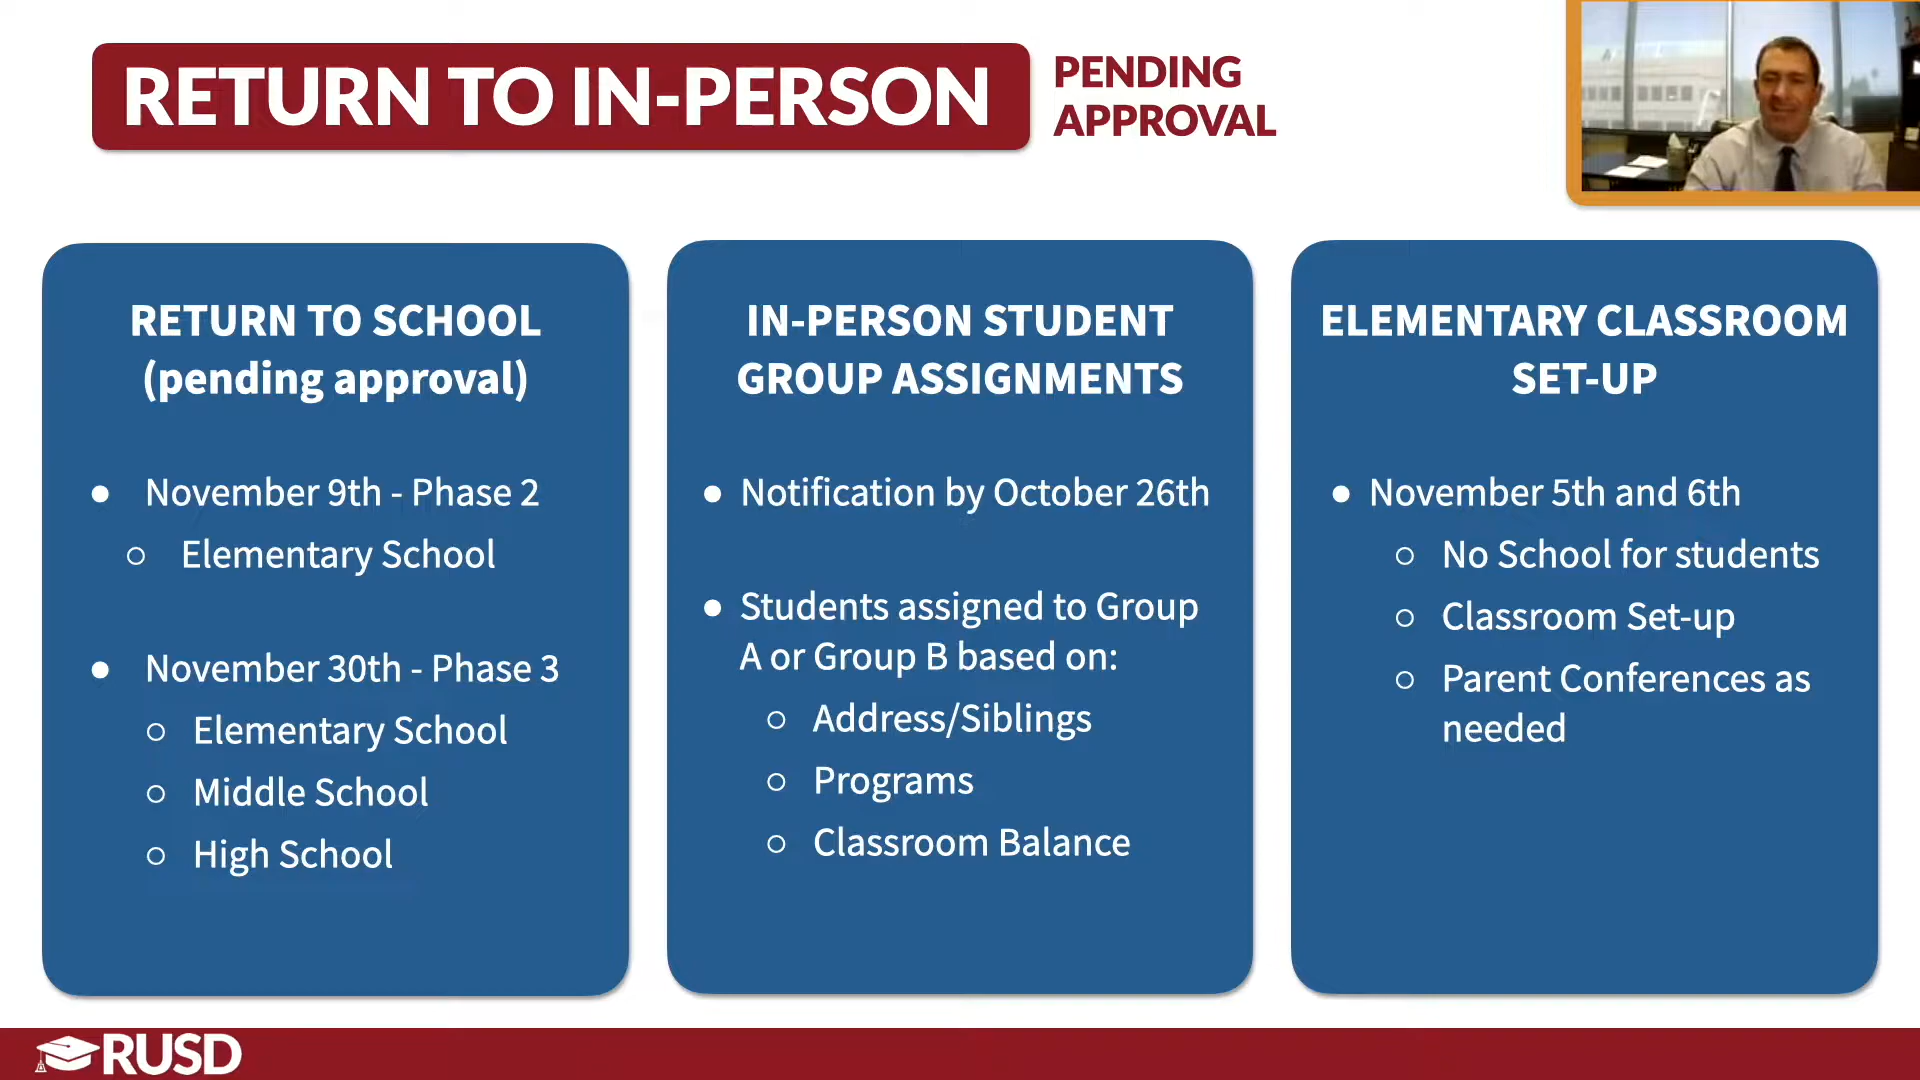 RETURN TO IN-PERSON
PENDING
APPROVAL
RETURN TO SCHOOL
(pending approval)
● November 9th - Phase 2
○ Elementary School
● November 30th - Phase 3
○ Elementary School
○ Middle School
○ High School
IN-PERSON STUDENT
GROUP ASSIGNMENTS
● Notification by October 26th
● Students assigned to Group
A or Group B based on:
○ Address/Siblings
○ Programs
○ Classroom Balance
ELEMENTARY CLASSROOM
SET-UP
● November 5th and 6th
○ No School for students
○ Classroom Set-up
○ Parent Conferences as
needed
RUSD